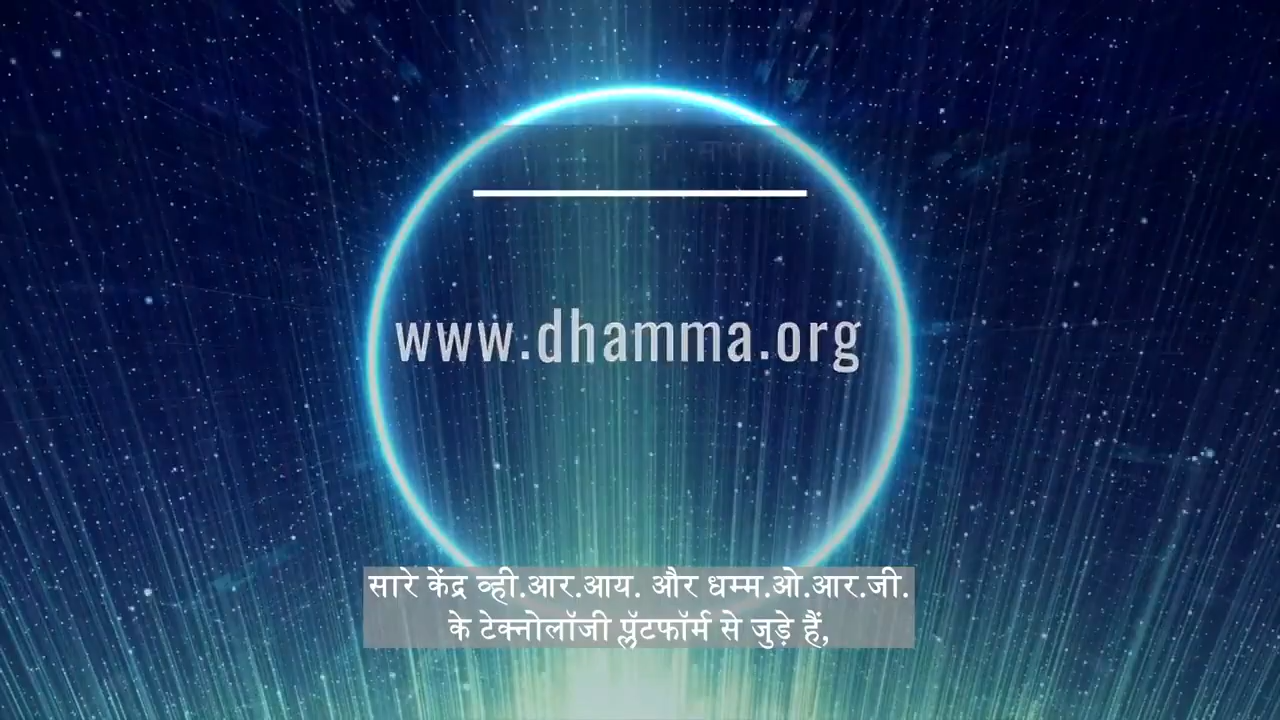 www.dhamma.org
सारे केंद्र व्ही.आर.आय. और धम्म.ओ.आर.जी.
के टेक्नोलॉजी प्लॅटफॉर्म से जुड़े हैं,